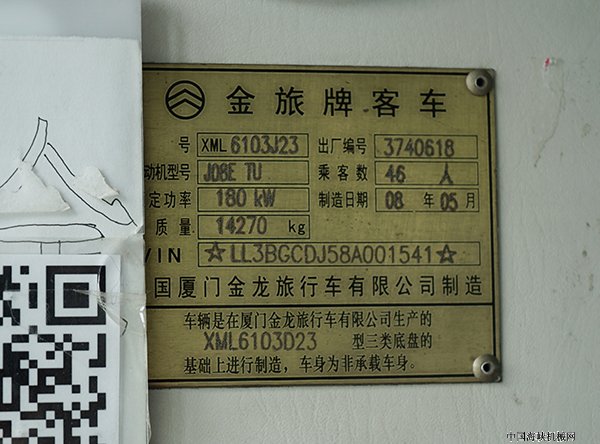 金旅牌客车
号 XML6103J23 出厂编号 3740618
动机型号 J08E TU 乘客数 46 人
定功率 180 kW 制造日期 08 年 05 月
质量 14270 kg
VIN ☆LL3BGCDJ58A001541☆
国厦门金龙旅行车有限公司制造
车辆是在厦门金龙旅行车有限公司生产的
XML6103D23 型三类底盘的
基础上进行制造，车身为非承载车身。
中国海峡机械网